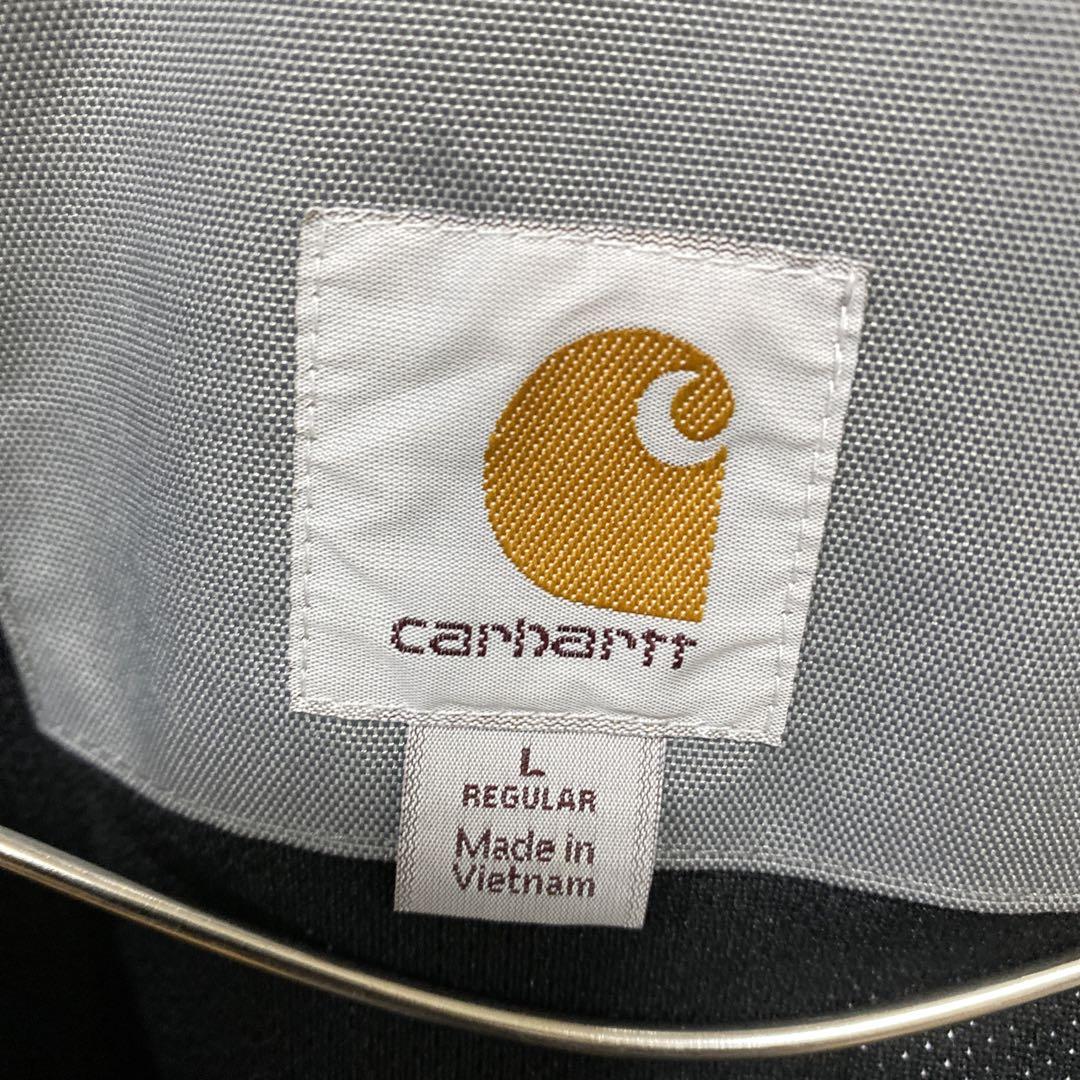 carhartt
L
REGULAR
Made in
Vietnam